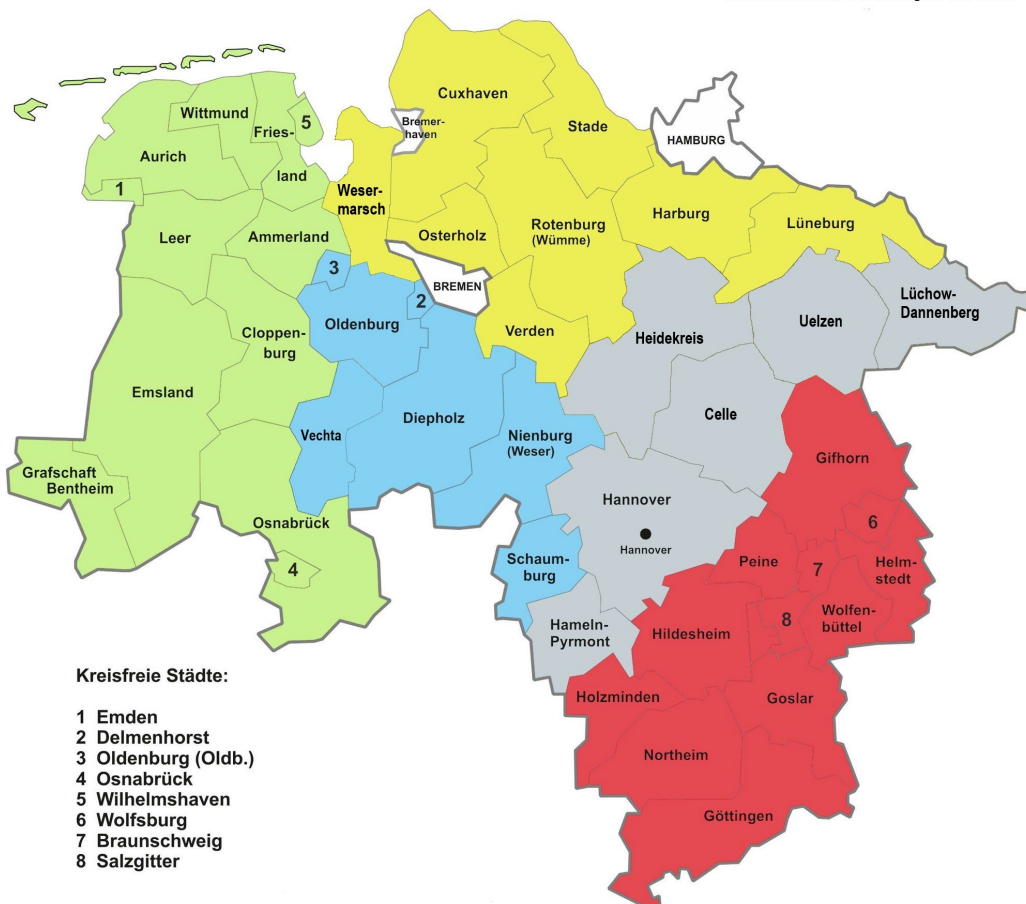 Cuxhaven
Wittmund
Bremer-
haven
Stade
5
Fries-
HAMBURG
Aurich
land
1
Weser-
marsch
Harburg
Lüneburg
Rotenburg
(Wümme)
Leer
Ammerland
Osterholz
3
BREMEN
2
Lüchow-
Dannenberg
Oldenburg
Verden
Heidekreis
Uelzen
Cloppen-
burg
Emsland
Diepholz
Celle
Vechta
Nienburg
(Weser)
Gifhorn
Grafschaft
Bentheim
Hannover
Osnabrück
6
Hannover
Schaum-
burg
Peine
7
Helm-
stedt
4
8
Wolfen-
büttel
Hameln-
Pyrmont
Hildesheim
Holzminden
Goslar
Northeim
Göttingen
Kreisfreie Städte:
1 Emden
2 Delmenhorst
3 Oldenburg (Oldb.)
4 Osnabrück
5 Wilhelmshaven
6 Wolfsburg
7 Braunschweig
8 Salzgitter